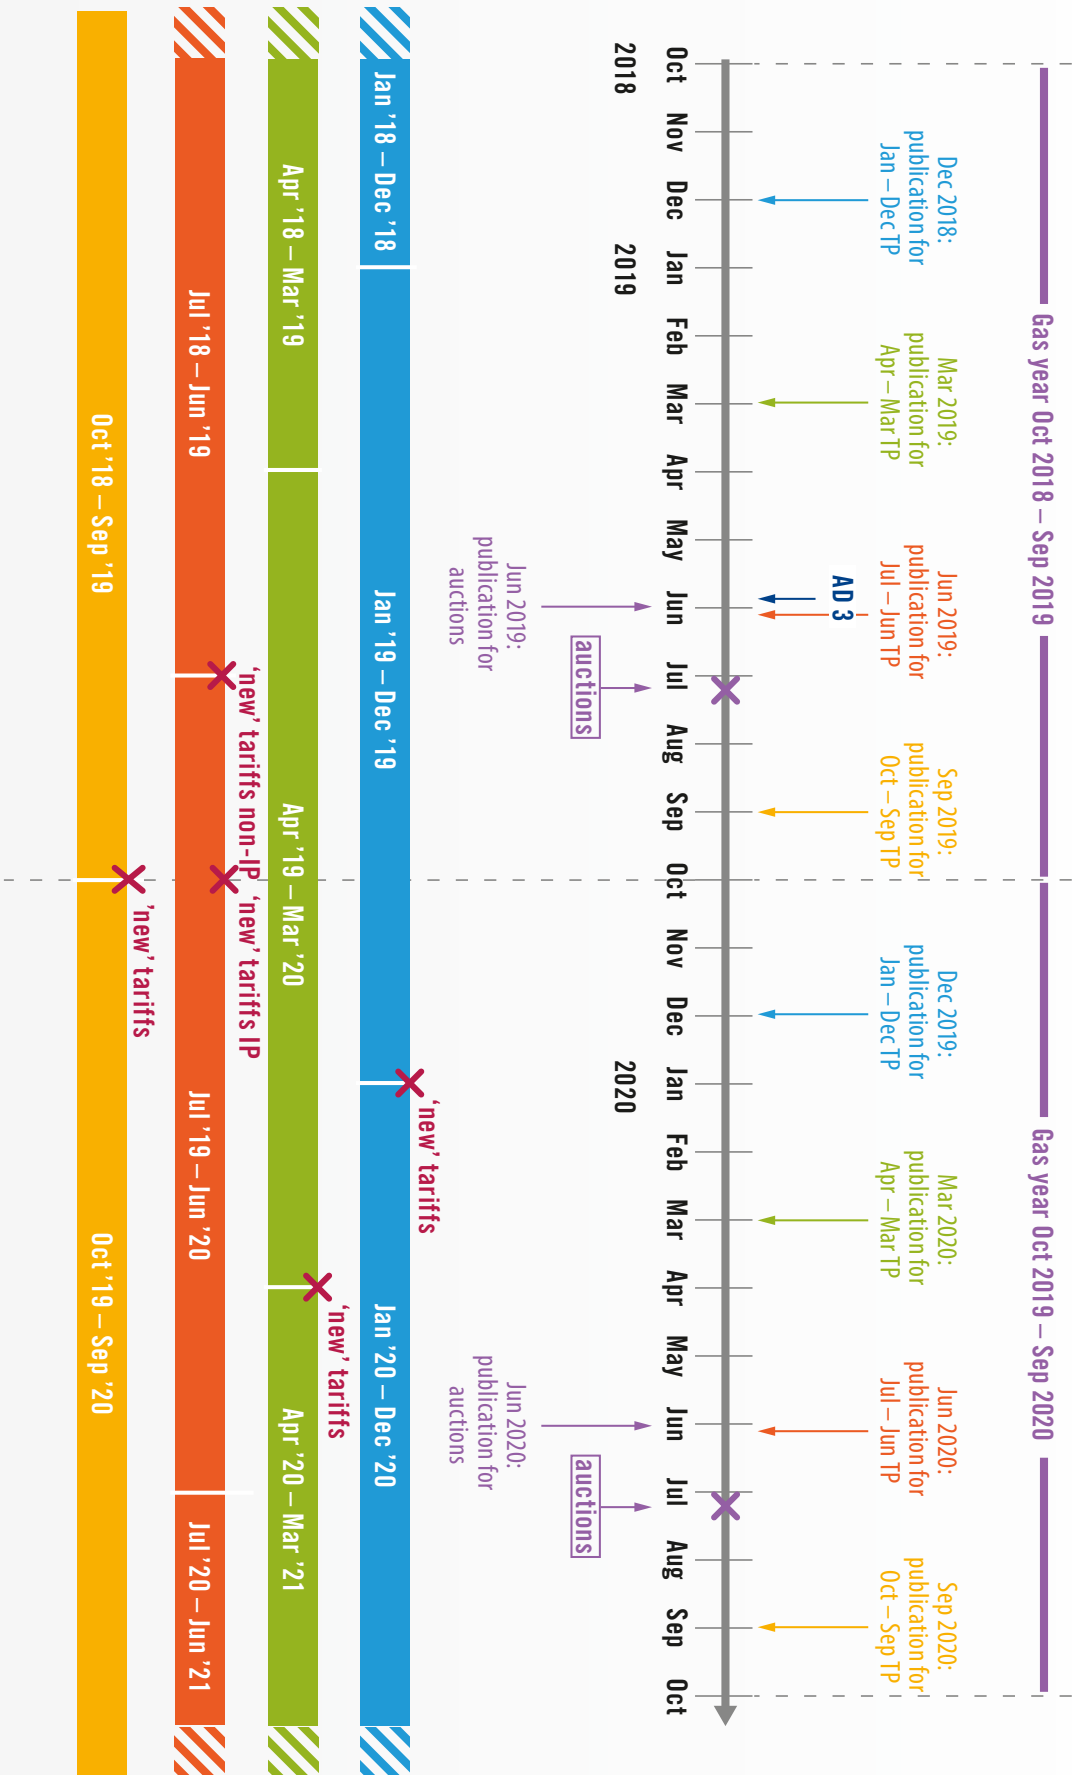 Gas year Oct 2018 – Sep 2019
Gas year Oct 2019 – Sep 2020
Dec 2018:
publication for
Jan – Dec TP
Mar 2019:
publication for
Apr – Mar TP
Jun 2019:
publication for
Jul – Jun TP
Sep 2019:
publication for
Oct – Sep TP
Dec 2019:
publication for
Jan – Dec TP
Mar 2020:
publication for
Apr – Mar TP
Jun 2020:
publication for
Jul – Jun TP
Sep 2020:
publication for
Oct – Sep TP
AD 3
Oct Nov Dec Jan Feb Mar Apr May Jun Jul Aug Sep Oct Nov Dec Jan Feb Mar Apr May Jun Jul Aug Sep Oct
2018 2019 2020
auctions
auctions
Jun 2019:
publication for
auctions
Jun 2020:
publication for
auctions
‘new’ tariffs
Jan ’18 – Dec ’18 Jan ’19 – Dec ’19 Jan ’20 – Dec ’20
‘new’ tariffs
Apr ’18 – Mar ’19 Apr ’19 – Mar ’20 Apr ’20 – Mar ’21
‘new’ tariffs non-IP ‘new’ tariffs IP
Jul ’18 – Jun ’19 Jul ’19 – Jun ’20 Jul ’20 – Jun ’21
’new’ tariffs
Oct ’18 – Sep ’19 Oct ’19 – Sep ’20